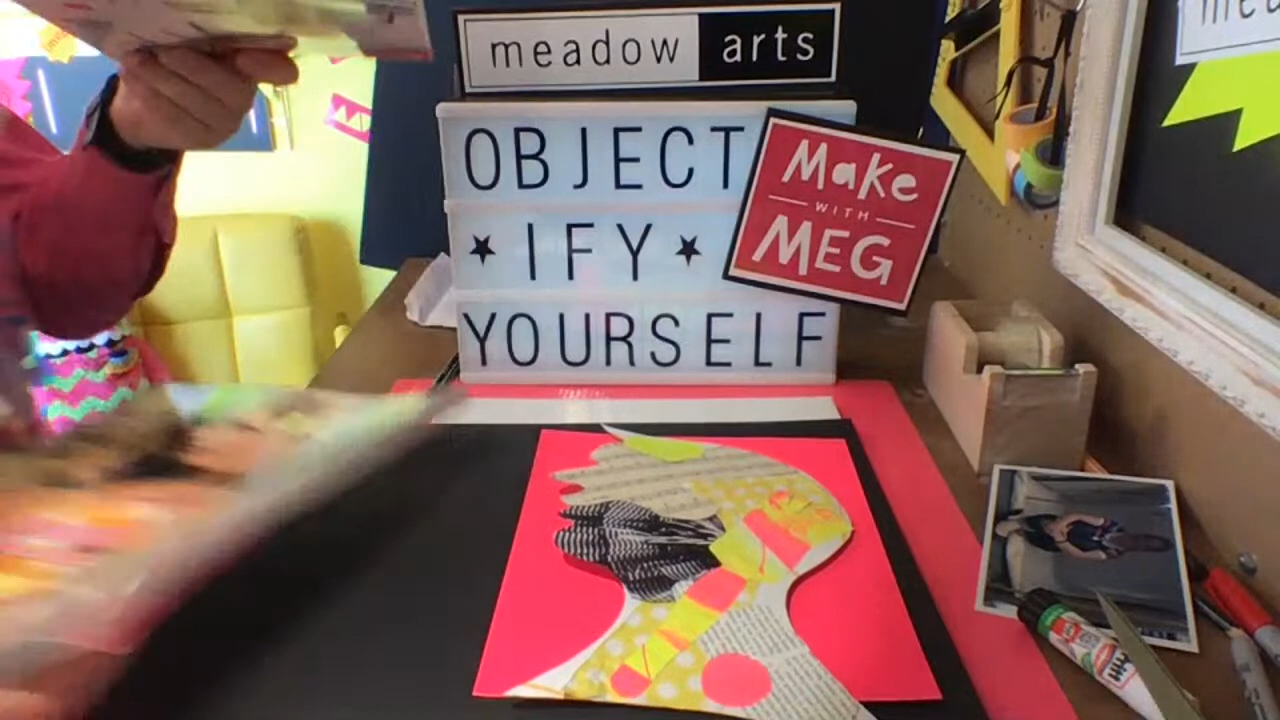 meadow arts
OBJECT
★ IFY ★
YOURSELF
Make
WITH
MEG